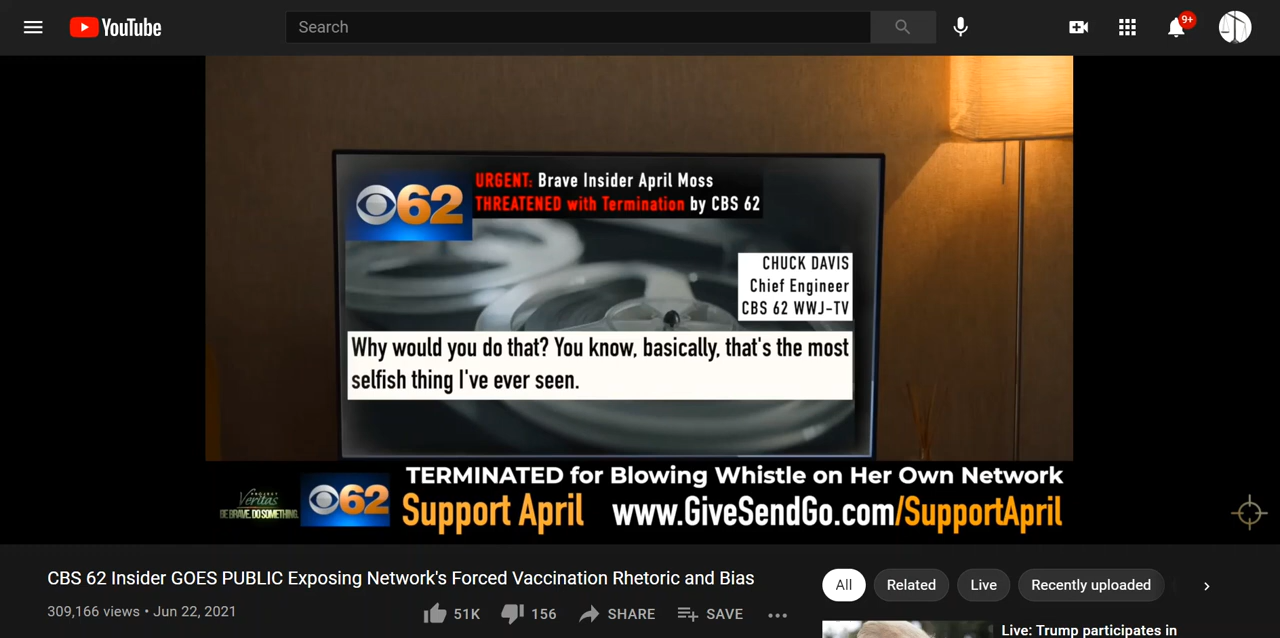 YouTube
Search
9+
62
URGENT: Brave Insider April Moss
THREATENED with Termination by CBS 62
CHUCK DAVIS
Chief Engineer
CBS 62 WWJ-TV
Why would you do that? You know, basically, that's the most
selfish thing I've ever seen.
PROJECT
Veritas
BE BRAVE. DO SOMETHING.
62
TERMINATED for Blowing Whistle on Her Own Network
Support April www.GiveSendGo.com/SupportApril
CBS 62 Insider GOES PUBLIC Exposing Network's Forced Vaccination Rhetoric and Bias
309,166 views • Jun 22, 2021
51K
156
SHARE
SAVE
All
Related
Live
Recently uploaded
Live: Trump participates in